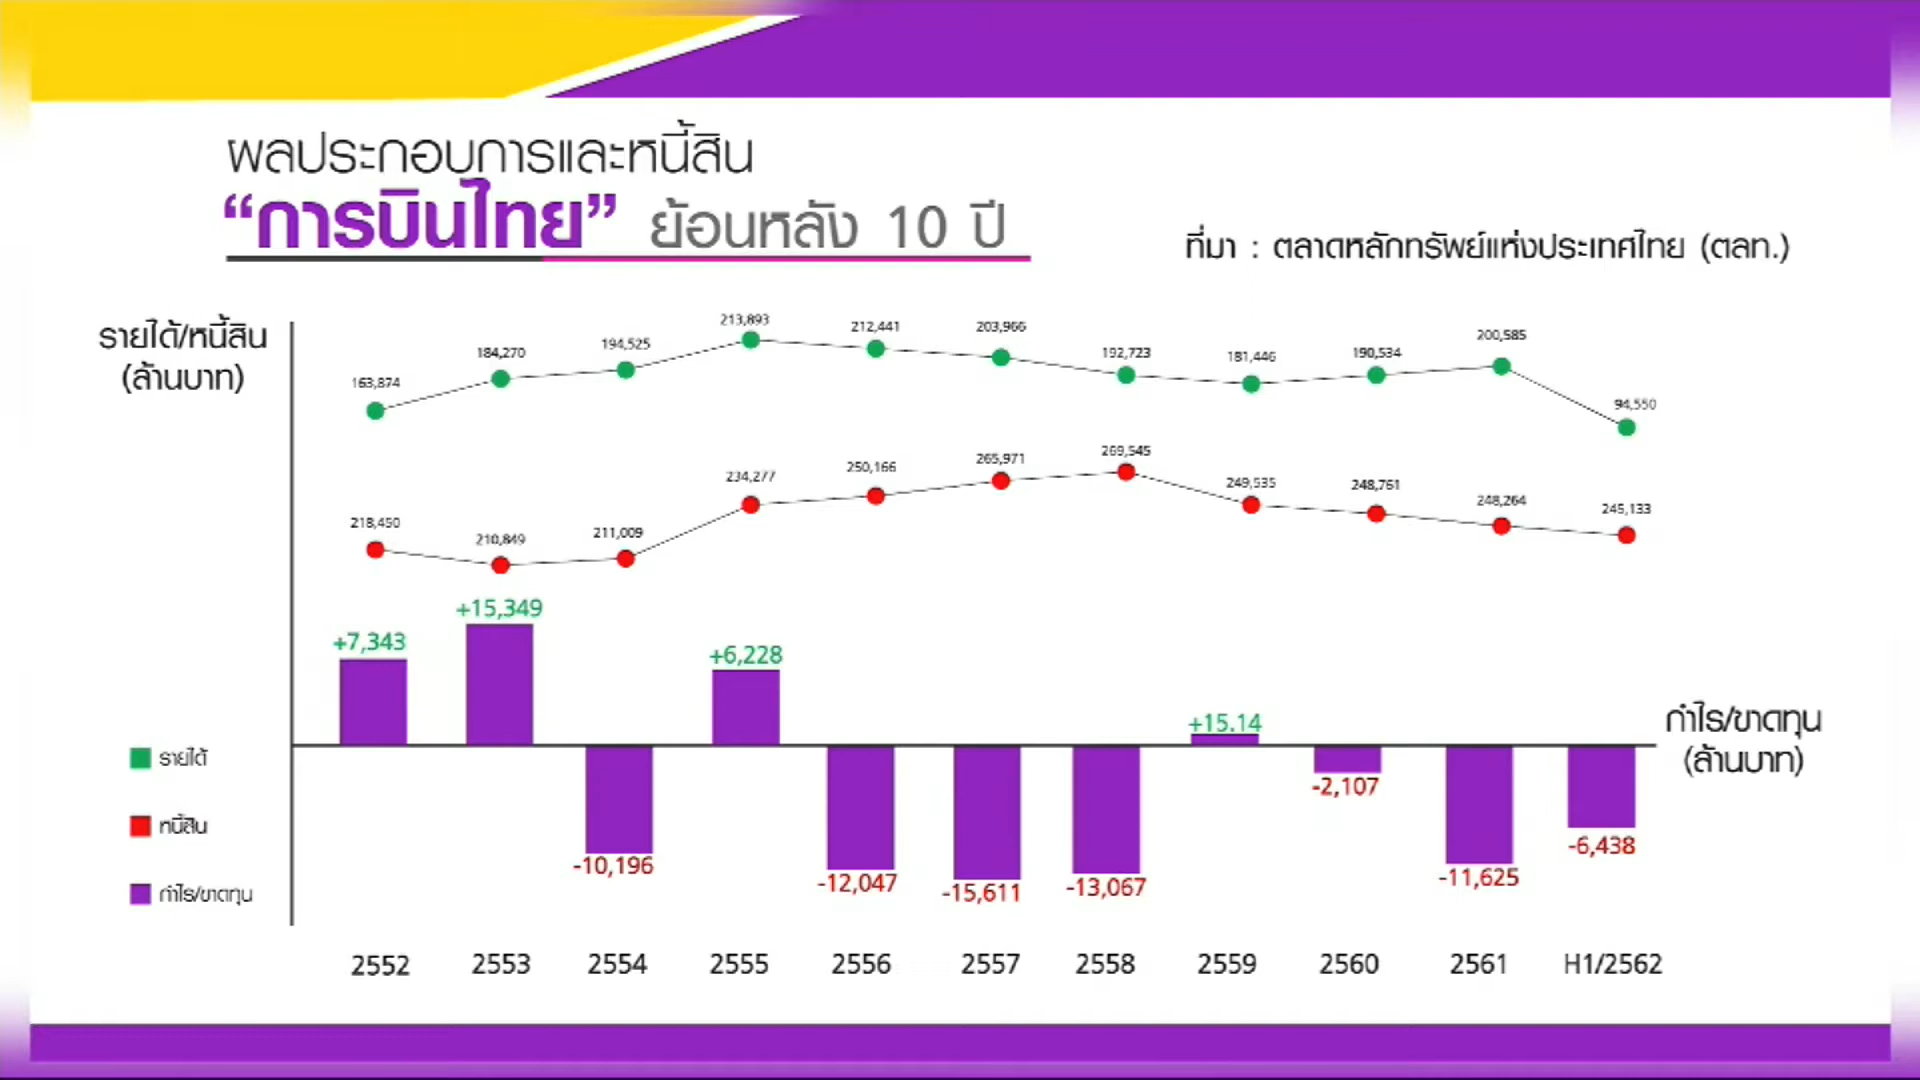 ผลประกอบการและหนี้สิน
“การบินไทย” ย้อนหลัง 10 ปี
ที่มา : ตลาดหลักทรัพย์แห่งประเทศไทย (ตลท.)
รายได้/หนี้สิน
(ล้านบาท)
163,874 184,270 194,525 213,893 212,441 203,966 192,723 181,446 190,534 200,585 94,550
218,450 210,849 211,009 234,277 250,166 265,971 269,545 249,535 248,761 248,264 245,133
+7,343 +15,349 -10,196 +6,228 -12,047 -15,611 -13,067 +15.14 -2,107 -11,625 -6,438
กำไร/ขาดทุน
(ล้านบาท)
รายได้
หนี้สิน
กำไร/ขาดทุน
2552 2553 2554 2555 2556 2557 2558 2559 2560 2561 H1/2562